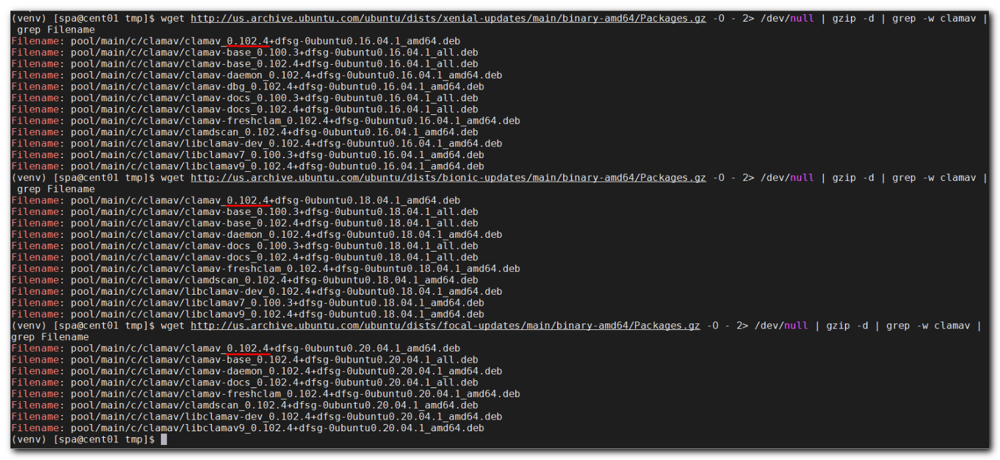 (venv) [spa@cent01 tmp]$ wget http://us.archive.ubuntu.com/ubuntu/dists/xenial-updates/main/binary-amd64/Packages.gz -O - 2> /dev/null | gzip -d | grep -w clamav |
 grep Filename
Filename: pool/main/c/clamav/clamav_0.102.4+dfsg-0ubuntu0.16.04.1_amd64.deb
Filename: pool/main/c/clamav/clamav-base_0.100.3+dfsg-0ubuntu0.16.04.1_all.deb
Filename: pool/main/c/clamav/clamav-base_0.102.4+dfsg-0ubuntu0.16.04.1_all.deb
Filename: pool/main/c/clamav/clamav-daemon_0.102.4+dfsg-0ubuntu0.16.04.1_amd64.deb
Filename: pool/main/c/clamav/clamav-dbg_0.102.4+dfsg-0ubuntu0.16.04.1_amd64.deb
Filename: pool/main/c/clamav/clamav-docs_0.100.3+dfsg-0ubuntu0.16.04.1_all.deb
Filename: pool/main/c/clamav/clamav-docs_0.102.4+dfsg-0ubuntu0.16.04.1_all.deb
Filename: pool/main/c/clamav/clamav-freshclam_0.102.4+dfsg-0ubuntu0.16.04.1_amd64.deb
Filename: pool/main/c/clamav/clamdscan_0.102.4+dfsg-0ubuntu0.16.04.1_amd64.deb
Filename: pool/main/c/clamav/libclamav-dev_0.102.4+dfsg-0ubuntu0.16.04.1_amd64.deb
Filename: pool/main/c/clamav/libclamav7_0.100.3+dfsg-0ubuntu0.16.04.1_amd64.deb
Filename: pool/main/c/clamav/libclamav9_0.102.4+dfsg-0ubuntu0.16.04.1_amd64.deb
(venv) [spa@cent01 tmp]$ wget http://us.archive.ubuntu.com/ubuntu/dists/bionic-updates/main/binary-amd64/Packages.gz -O - 2> /dev/null | gzip -d | grep -w clamav |
 grep Filename
Filename: pool/main/c/clamav/clamav_0.102.4+dfsg-0ubuntu0.18.04.1_amd64.deb
Filename: pool/main/c/clamav/clamav-base_0.100.3+dfsg-0ubuntu0.18.04.1_all.deb
Filename: pool/main/c/clamav/clamav-base_0.102.4+dfsg-0ubuntu0.18.04.1_all.deb
Filename: pool/main/c/clamav/clamav-daemon_0.102.4+dfsg-0ubuntu0.18.04.1_amd64.deb
Filename: pool/main/c/clamav/clamav-docs_0.100.3+dfsg-0ubuntu0.18.04.1_all.deb
Filename: pool/main/c/clamav/clamav-docs_0.102.4+dfsg-0ubuntu0.18.04.1_all.deb
Filename: pool/main/c/clamav/clamav-freshclam_0.102.4+dfsg-0ubuntu0.18.04.1_amd64.deb
Filename: pool/main/c/clamav/clamdscan_0.102.4+dfsg-0ubuntu0.18.04.1_amd64.deb
Filename: pool/main/c/clamav/libclamav-dev_0.102.4+dfsg-0ubuntu0.18.04.1_amd64.deb
Filename: pool/main/c/clamav/libclamav7_0.100.3+dfsg-0ubuntu0.18.04.1_amd64.deb
Filename: pool/main/c/clamav/libclamav9_0.102.4+dfsg-0ubuntu0.18.04.1_amd64.deb
(venv) [spa@cent01 tmp]$ wget http://us.archive.ubuntu.com/ubuntu/dists/focal-updates/main/binary-amd64/Packages.gz -O - 2> /dev/null | gzip -d | grep -w clamav |
grep Filename
Filename: pool/main/c/clamav/clamav_0.102.4+dfsg-0ubuntu0.20.04.1_amd64.deb
Filename: pool/main/c/clamav/clamav-base_0.102.4+dfsg-0ubuntu0.20.04.1_all.deb
Filename: pool/main/c/clamav/clamav-daemon_0.102.4+dfsg-0ubuntu0.20.04.1_amd64.deb
Filename: pool/main/c/clamav/clamav-docs_0.102.4+dfsg-0ubuntu0.20.04.1_all.deb
Filename: pool/main/c/clamav/clamav-freshclam_0.102.4+dfsg-0ubuntu0.20.04.1_amd64.deb
Filename: pool/main/c/clamav/clamdscan_0.102.4+dfsg-0ubuntu0.20.04.1_amd64.deb
Filename: pool/main/c/clamav/libclamav-dev_0.102.4+dfsg-0ubuntu0.20.04.1_amd64.deb
Filename: pool/main/c/clamav/libclamav9_0.102.4+dfsg-0ubuntu0.20.04.1_amd64.deb
(venv) [spa@cent01 tmp]$